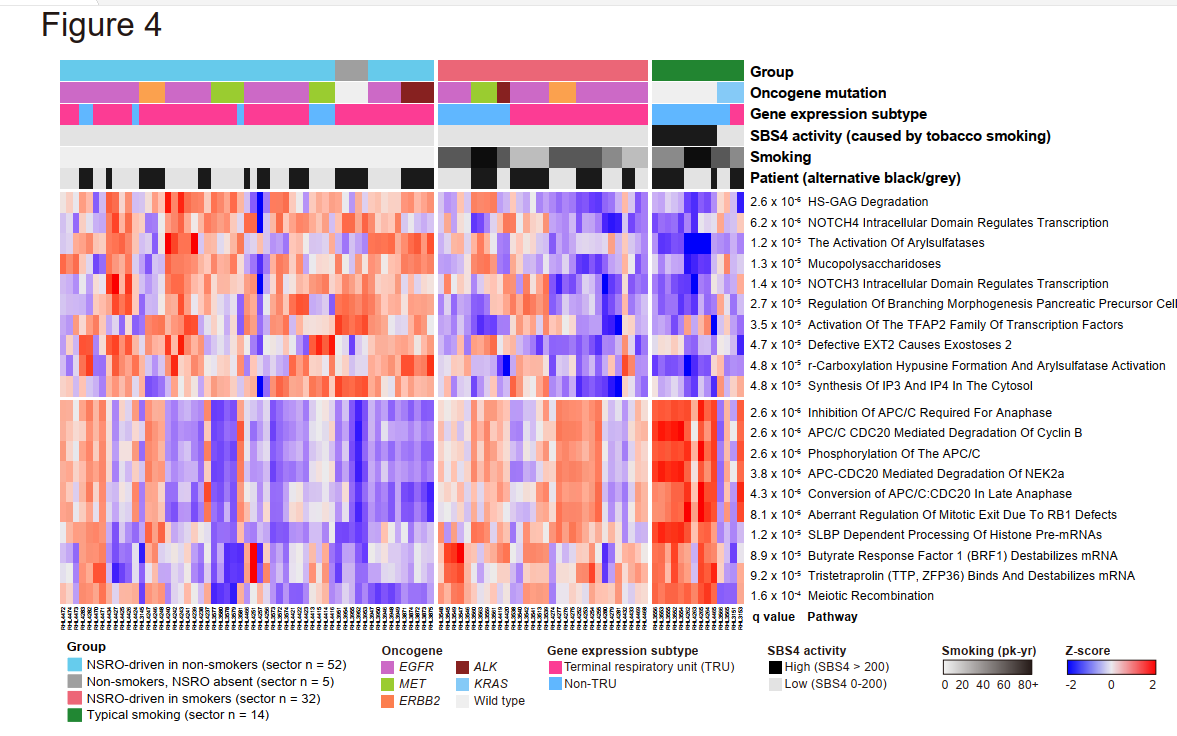 Figure 4
Group
Oncogene mutation
Gene expression subtype
SBS4 activity (caused by tobacco smoking)
Smoking
Patient (alternative black/grey)
2.6 x 10⁻⁶ HS-GAG Degradation
6.2 x 10⁻⁶ NOTCH4 Intracellular Domain Regulates Transcription
1.2 x 10⁻⁵ The Activation Of Arylsulfatases
1.3 x 10⁻⁵ Mucopolysaccharidoses
1.4 x 10⁻⁵ NOTCH3 Intracellular Domain Regulates Transcription
2.7 x 10⁻⁵ Regulation Of Branching Morphogenesis Pancreatic Precursor Cell
3.5 x 10⁻⁵ Activation Of The TFAP2 Family Of Transcription Factors
4.7 x 10⁻⁵ Defective EXT2 Causes Exostoses 2
4.8 x 10⁻⁵ r-Carboxylation Hypusine Formation And Arylsulfatase Activation
4.8 x 10⁻⁵ Synthesis Of IP3 And IP4 In The Cytosol
2.6 x 10⁻⁶ Inhibition Of APC/C Required For Anaphase
2.6 x 10⁻⁶ APC/C CDC20 Mediated Degradation Of Cyclin B
2.6 x 10⁻⁶ Phosphorylation Of The APC/C
3.8 x 10⁻⁶ APC-CDC20 Mediated Degradation Of NEK2a
4.3 x 10⁻⁶ Conversion of APC/C:CDC20 In Late Anaphase
8.1 x 10⁻⁶ Aberrant Regulation Of Mitotic Exit Due To RB1 Defects
1.2 x 10⁻⁵ SLBP Dependent Processing Of Histone Pre-mRNAs
8.9 x 10⁻⁵ Butyrate Response Factor 1 (BRF1) Destabilizes mRNA
9.2 x 10⁻⁵ Tristetraprolin (TTP, ZFP36) Binds And Destabilizes mRNA
1.6 x 10⁻⁴ Meiotic Recombination
q value Pathway
Group
NSRO-driven in non-smokers (sector n = 52)
Non-smokers, NSRO absent (sector n = 5)
NSRO-driven in smokers (sector n = 32)
Typical smoking (sector n = 14)
Oncogene
EGFR ALK
MET KRAS
ERBB2 Wild type
Gene expression subtype
Terminal respiratory unit (TRU)
Non-TRU
SBS4 activity
High (SBS4 > 200)
Low (SBS4 0-200)
Smoking (pk-yr)
0 20 40 60 80+
Z-score
-2 0 2